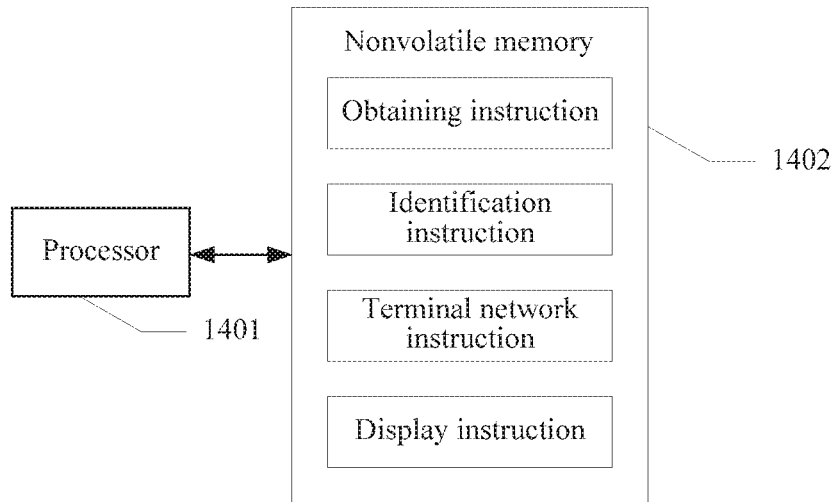 Nonvolatile memory
Obtaining instruction
1402
Identification
instruction
Processor
Terminal network
instruction
1401
Display instruction